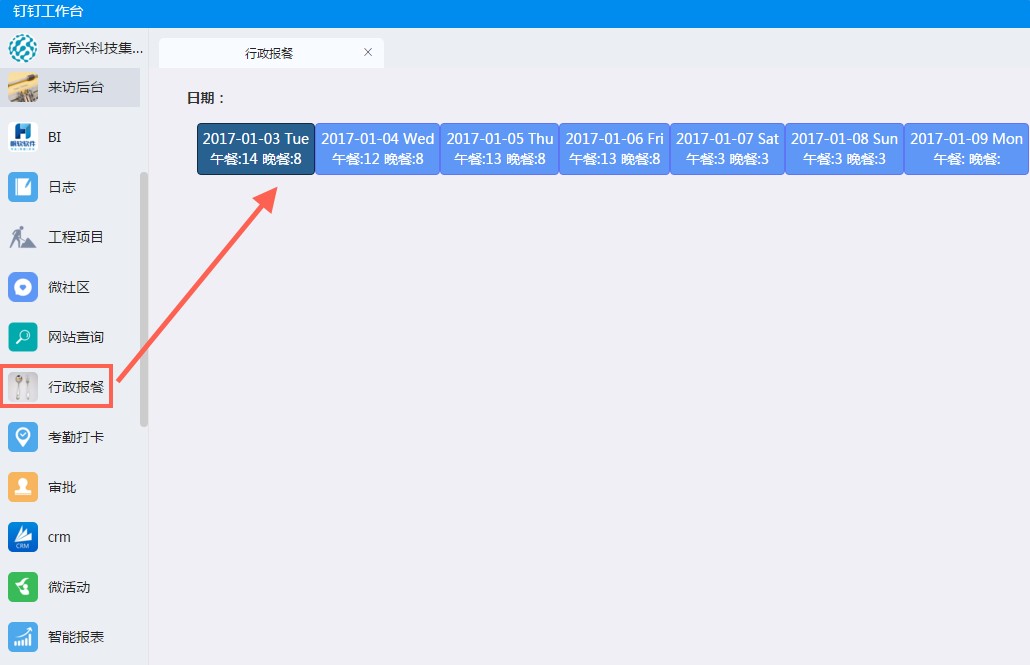 钉钉工作台
高新兴科技集...
来访后台
BI
日志
工程项目
微社区
网站查询
行政报餐
考勤打卡
审批
CRM
crm
微活动
智能报表
行政报餐
日期：
2017-01-03 Tue
午餐:14 晚餐:8
2017-01-04 Wed
午餐:12 晚餐:8
2017-01-05 Thu
午餐:13 晚餐:8
2017-01-06 Fri
午餐:13 晚餐:8
2017-01-07 Sat
午餐:3 晚餐:3
2017-01-08 Sun
午餐:3 晚餐:3
2017-01-09 Mon
午餐: 晚餐: